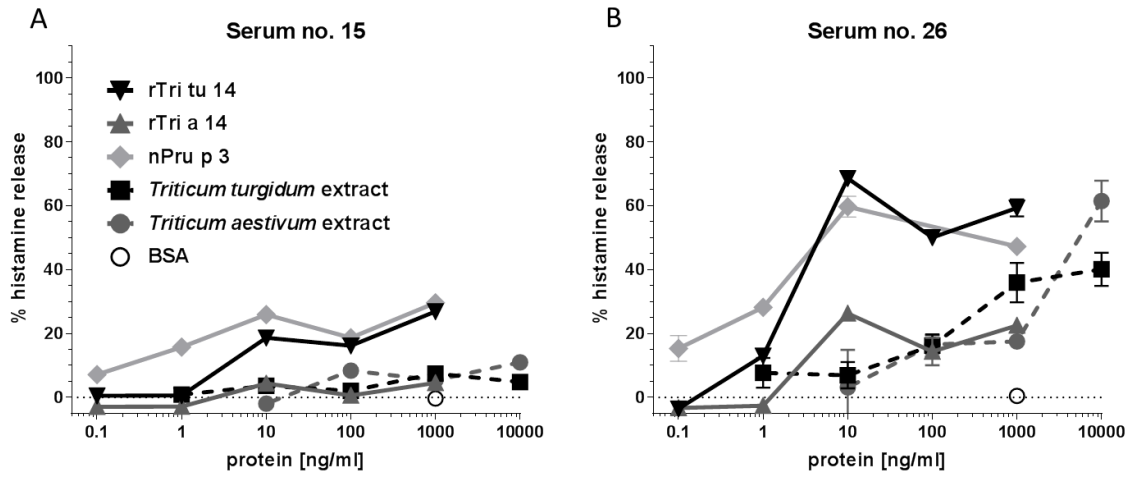 A
Serum no. 15
% histamine release
100
80
60
40
20
0
rTri tu 14
rTri a 14
nPru p 3
Triticum turgidum extract
Triticum aestivum extract
BSA
0.1 1 10 100 1000 10000
protein [ng/ml]
B
Serum no. 26
% histamine release
100
80
60
40
20
0
0.1 1 10 100 1000 10000
protein [ng/ml]